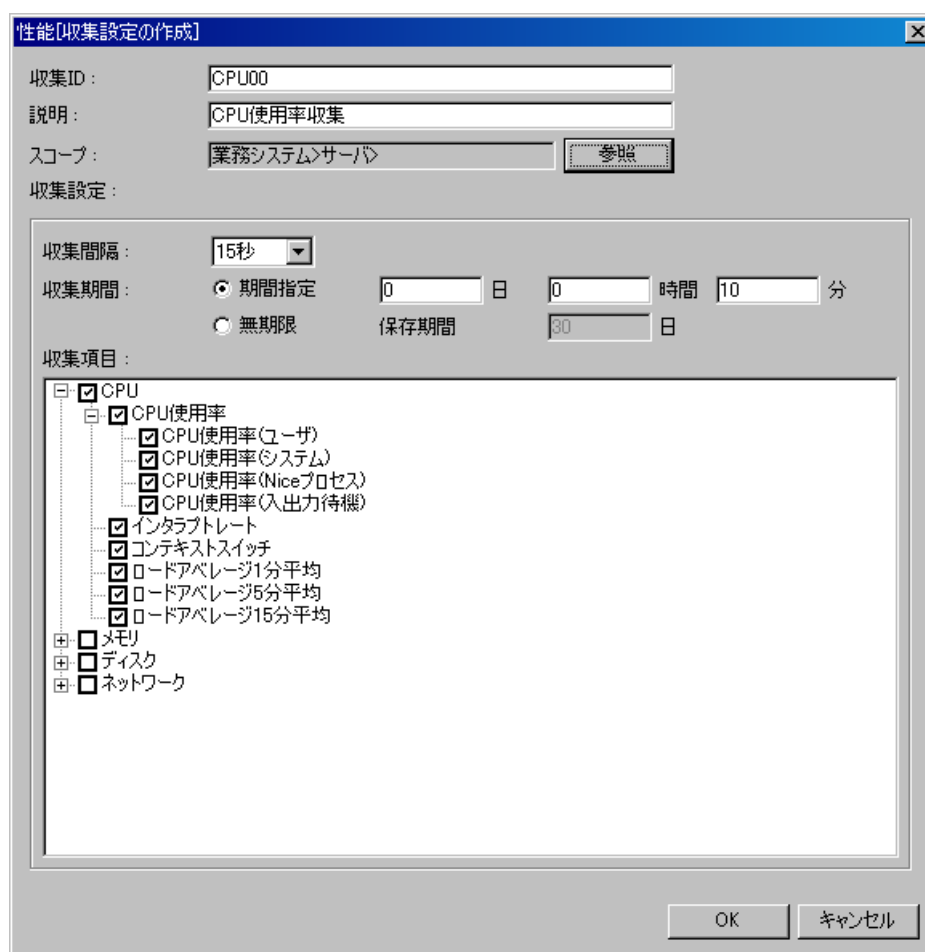 性能[収集設定の作成]
収集ID: CPU00
説明: CPU使用率収集
スコープ: 業務システム>サーバ> 参照
収集設定:
収集間隔: 15秒
収集期間: 期間指定 0 日 0 時間 10 分
無期限 保存期間 30 日
収集項目:
CPU
CPU使用率
CPU使用率(ユーザ)
CPU使用率(システム)
CPU使用率(Niceプロセス)
CPU使用率(入出力待機)
インタラプトレート
コンテキストスイッチ
ロードアベレージ1分平均
ロードアベレージ5分平均
ロードアベレージ15分平均
メモリ
ディスク
ネットワーク
OK キャンセル